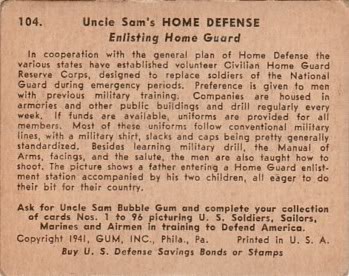 104. Uncle Sam's HOME DEFENSE
Enlisting Home Guard
In cooperation with the general plan of Home Defense the
various states have established volunteer Civilian Home Guard
Reserve Corps, designed to replace soldiers of the National
Guard during emergency periods. Preference is given to men
with previous military training. Companies are housed in
armories and other public buildings and drill regularly every
week. If funds are available, uniforms are provided for all
members. Most of these uniforms follow conventional military
lines, with a military shirt, slacks and caps being pretty generally
standardized. Besides learning military drill, the Manual of
Arms, facings, and the salute, the men are also taught how to
shoot. The picture shows a father entering a Home Guard enlist-
ment station accompanied by his two children, all eager to do
their bit for their country.
Ask for Uncle Sam Bubble Gum and complete your collection
of cards Nos. 1 to 96 picturing U. S. Soldiers, Sailors,
Marines and Airmen in training to Defend America.
Copyright 1941, GUM, INC., Phila., Pa. Printed in U. S. A.
Buy U. S. Defense Savings Bonds or Stamps